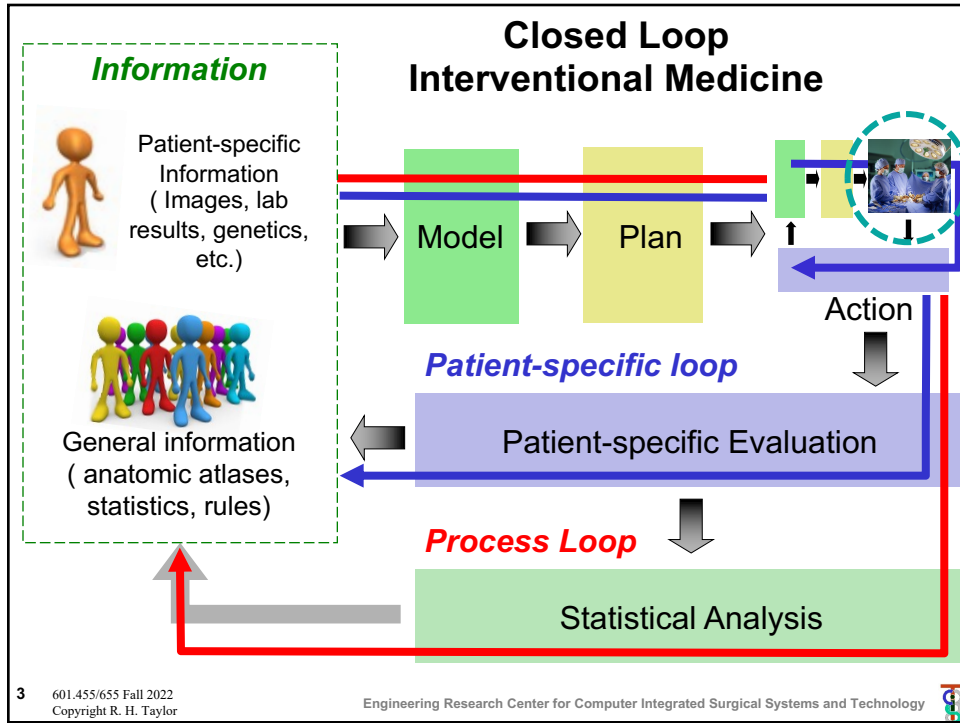 Closed Loop
Interventional Medicine
Information
Patient-specific
Information
( Images, lab
results, genetics,
etc.)
Model
Plan
Action
Patient-specific loop
Patient-specific Evaluation
General information
( anatomic atlases,
statistics, rules)
Process Loop
Statistical Analysis
3
601.455/655 Fall 2022
Copyright R. H. Taylor
Engineering Research Center for Computer Integrated Surgical Systems and Technology